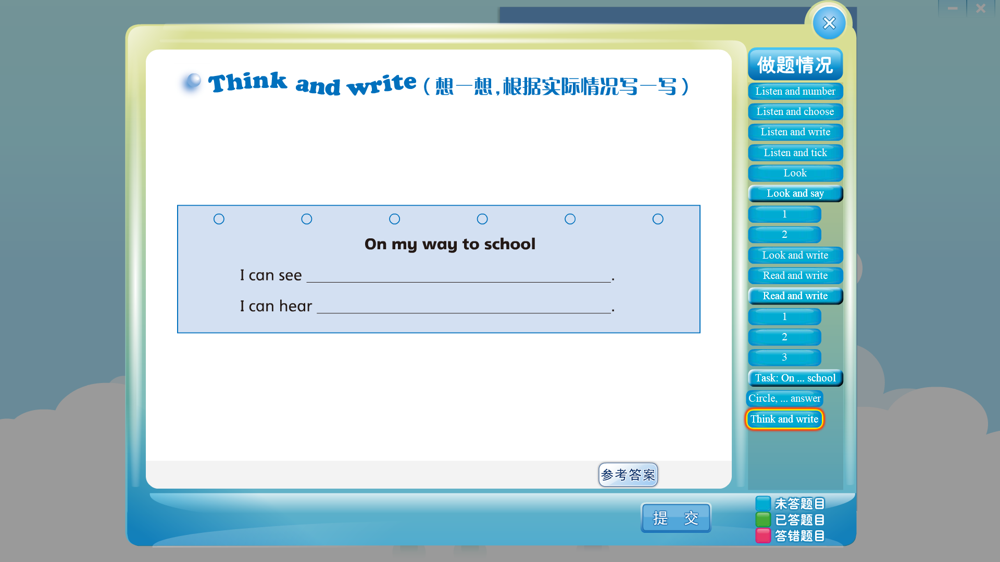 Think and write（想一想,根据实际情况写一写）
On my way to school
I can see ______________________________.
I can hear _____________________________.
参考答案
提 交
做题情况
Listen and number
Listen and choose
Listen and write
Listen and tick
Look
Look and say
1
2
Look and write
Read and write
Read and write
1
2
3
Task: On ... school
Circle, ... answer
Think and write
未答题目
已答题目
答错题目